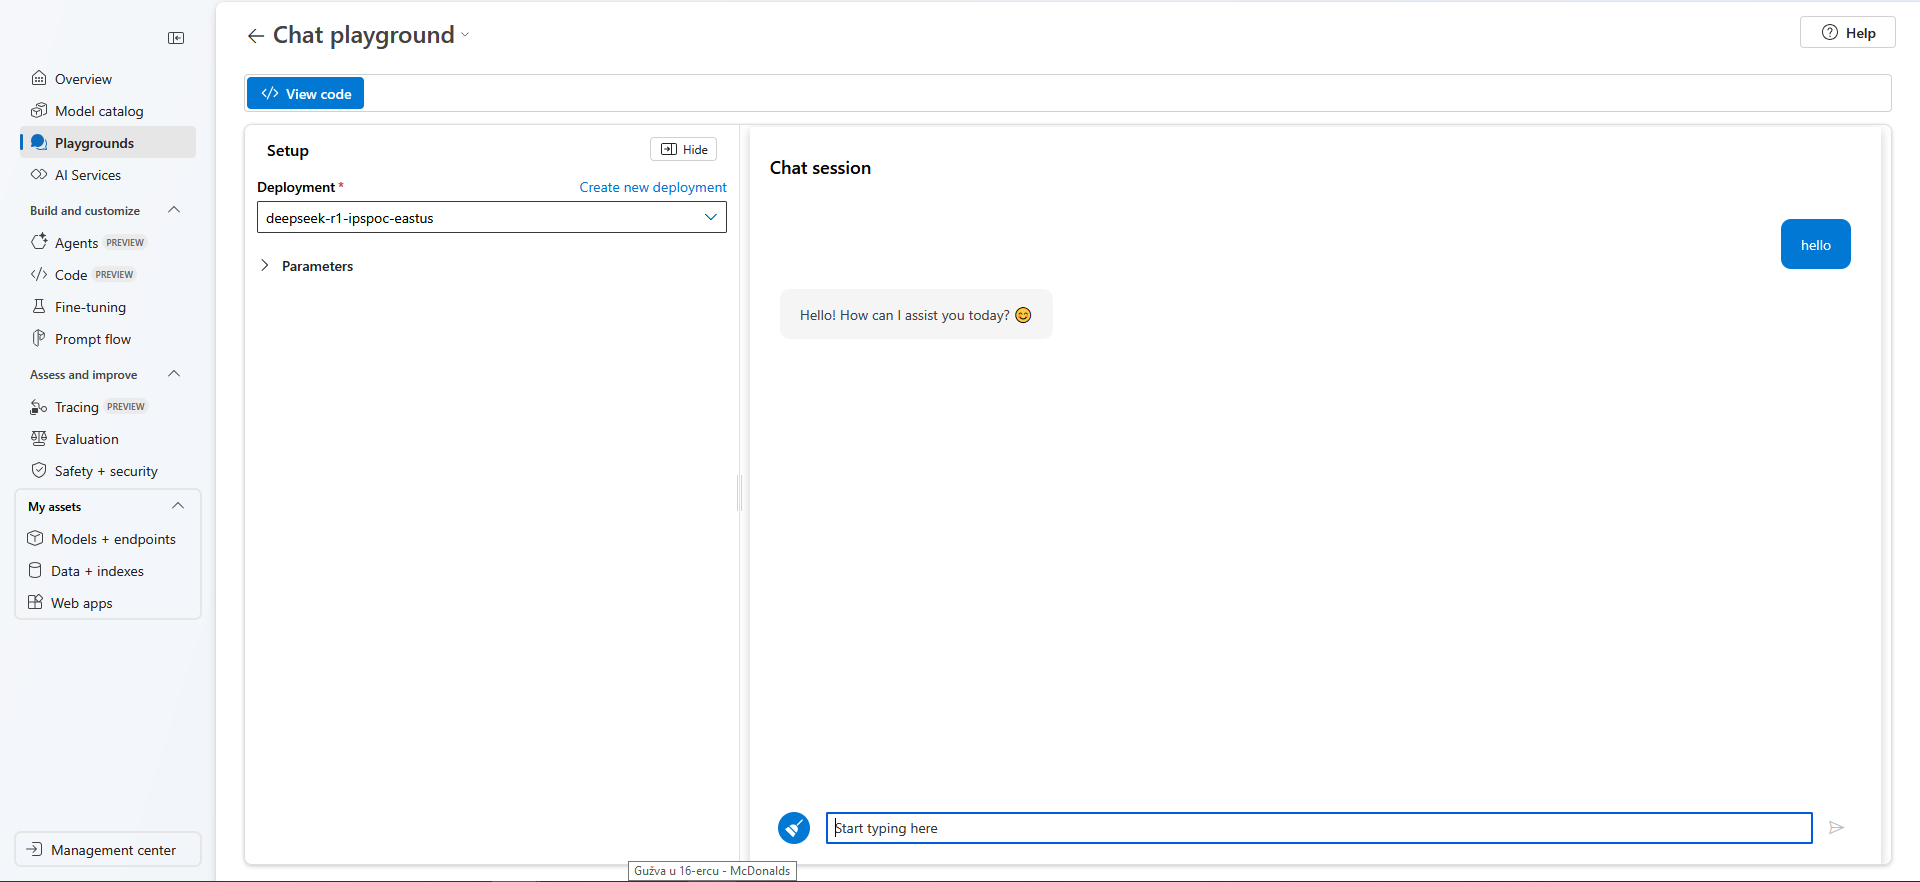 Chat playground
Help
View code
Overview
Model catalog
Playgrounds
AI Services
Build and customize
Agents PREVIEW
Code PREVIEW
Fine-tuning
Prompt flow
Assess and improve
Tracing PREVIEW
Evaluation
Safety + security
My assets
Models + endpoints
Data + indexes
Web apps
Management center
Setup
Hide
Deployment *
Create new deployment
deepseek-r1-ipspoc-eastus
Parameters
Chat session
hello
Hello! How can I assist you today? 😊
Start typing here
Gužva u 16-ercu - McDonalds